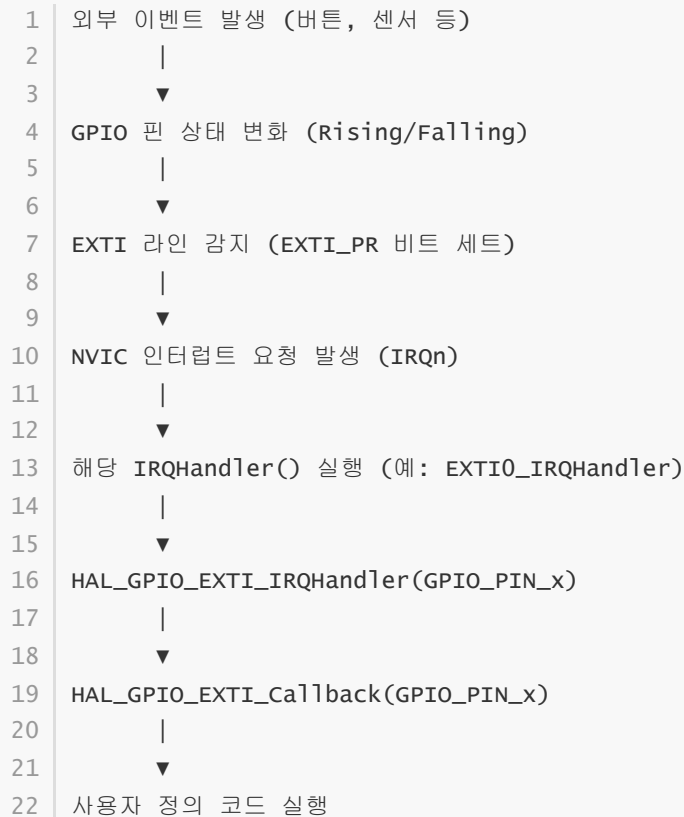 1 외부 이벤트 발생 (버튼, 센서 등)
2 |
3 ▼
4 GPIO 핀 상태 변화 (Rising/Falling)
5 |
6 ▼
7 EXTI 라인 감지 (EXTI_PR 비트 세트)
8 |
9 ▼
10 NVIC 인터럽트 요청 발생 (IRQn)
11 |
12 ▼
13 해당 IRQHandler() 실행 (예: EXTI0_IRQHandler)
14 |
15 ▼
16 HAL_GPIO_EXTI_IRQHandler(GPIO_PIN_x)
17 |
18 ▼
19 HAL_GPIO_EXTI_Callback(GPIO_PIN_x)
20 |
21 ▼
22 사용자 정의 코드 실행